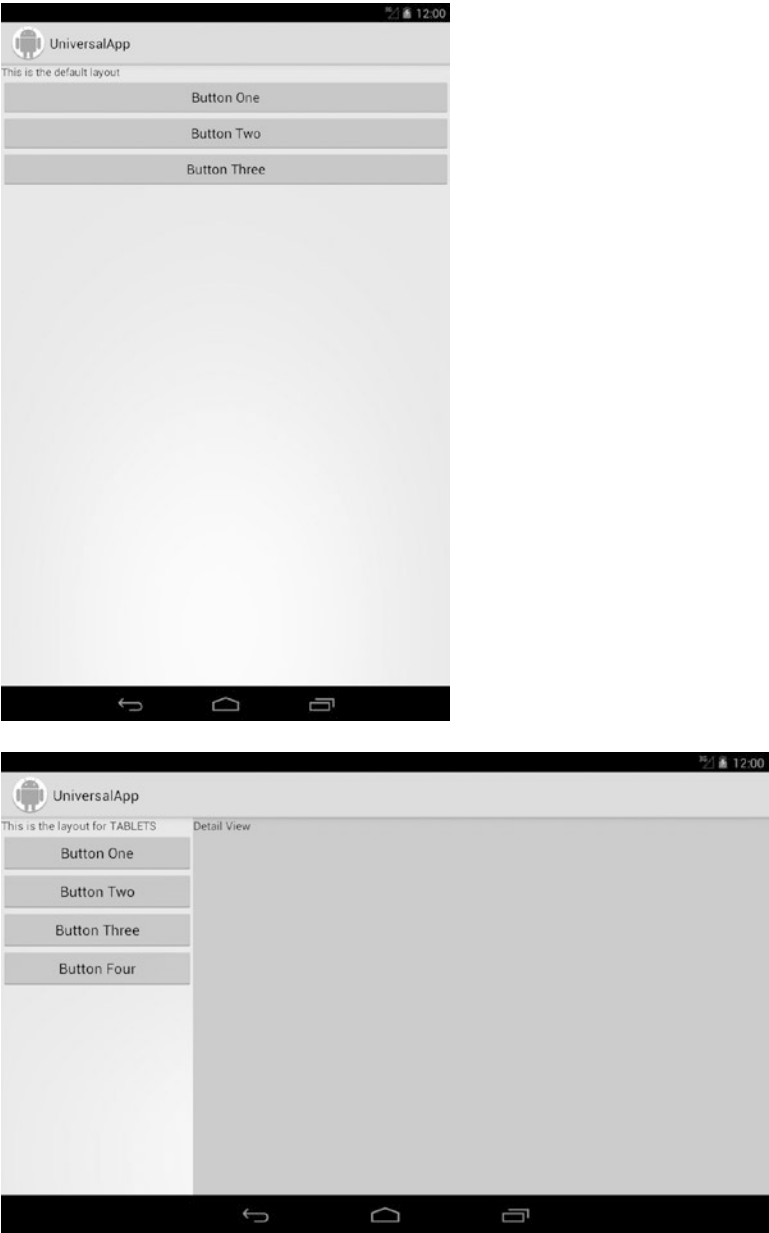 12:00
UniversalApp
This is the default layout
Button One
Button Two
Button Three
3G 12:00
UniversalApp
This is the layout for TABLETS
Detail View
Button One
Button Two
Button Three
Button Four